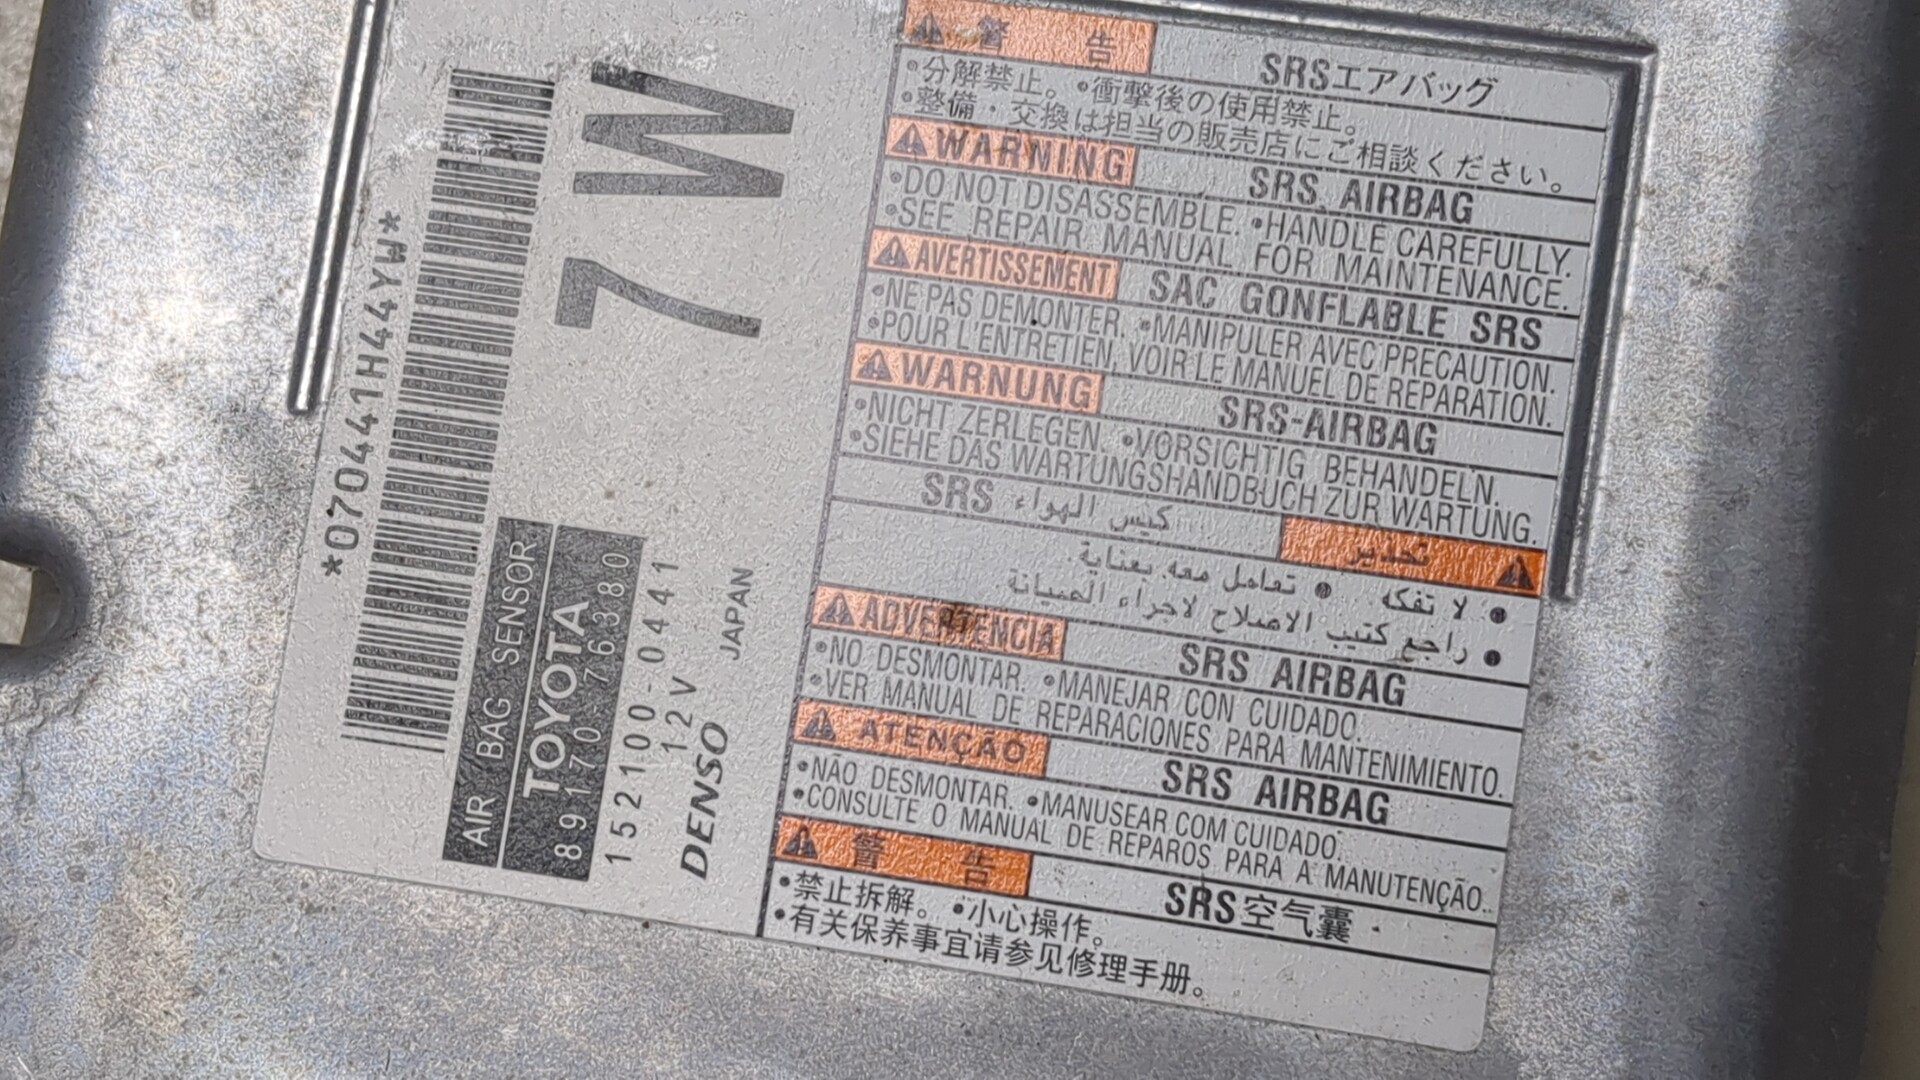 *070441H44YW*
7W
AIR BAG SENSOR
TOYOTA
89170-76380
152100-0441
12V
DENSO JAPAN
警 告 SRSエアバッグ
•分解禁止。 •衝撃後の使用禁止。
•整備・交換は担当の販売店にご相談ください。
WARNING SRS AIRBAG
•DO NOT DISASSEMBLE. •HANDLE CAREFULLY.
•SEE REPAIR MANUAL FOR MAINTENANCE.
AVERTISSEMENT SAC GONFLABLE SRS
•NE PAS DEMONTER. •MANIPULER AVEC PRECAUTION.
•POUR L'ENTRETIEN, VOIR LE MANUEL DE REPARATION.
WARNUNG SRS-AIRBAG
•NICHT ZERLEGEN. •VORSICHTIG BEHANDELN.
•SIEHE DAS WARTUNGSHANDBUCH ZUR WARTUNG.
تحذير كيس الهواء SRS
• لا تفكه • تعامل معه بعناية
• راجع كتيب الاصلاح لاجراء الصيانة
ADVERTENCIA SRS AIRBAG
•NO DESMONTAR. •MANEJAR CON CUIDADO.
•VER MANUAL DE REPARACIONES PARA MANTENIMIENTO.
ATENÇÃO SRS AIRBAG
•NÃO DESMONTAR. •MANUSEAR COM CUIDADO.
•CONSULTE O MANUAL DE REPAROS PARA A MANUTENÇÃO.
警 告 SRS空气囊
•禁止拆解。 •小心操作。
•有关保养事宜请参见修理手册。